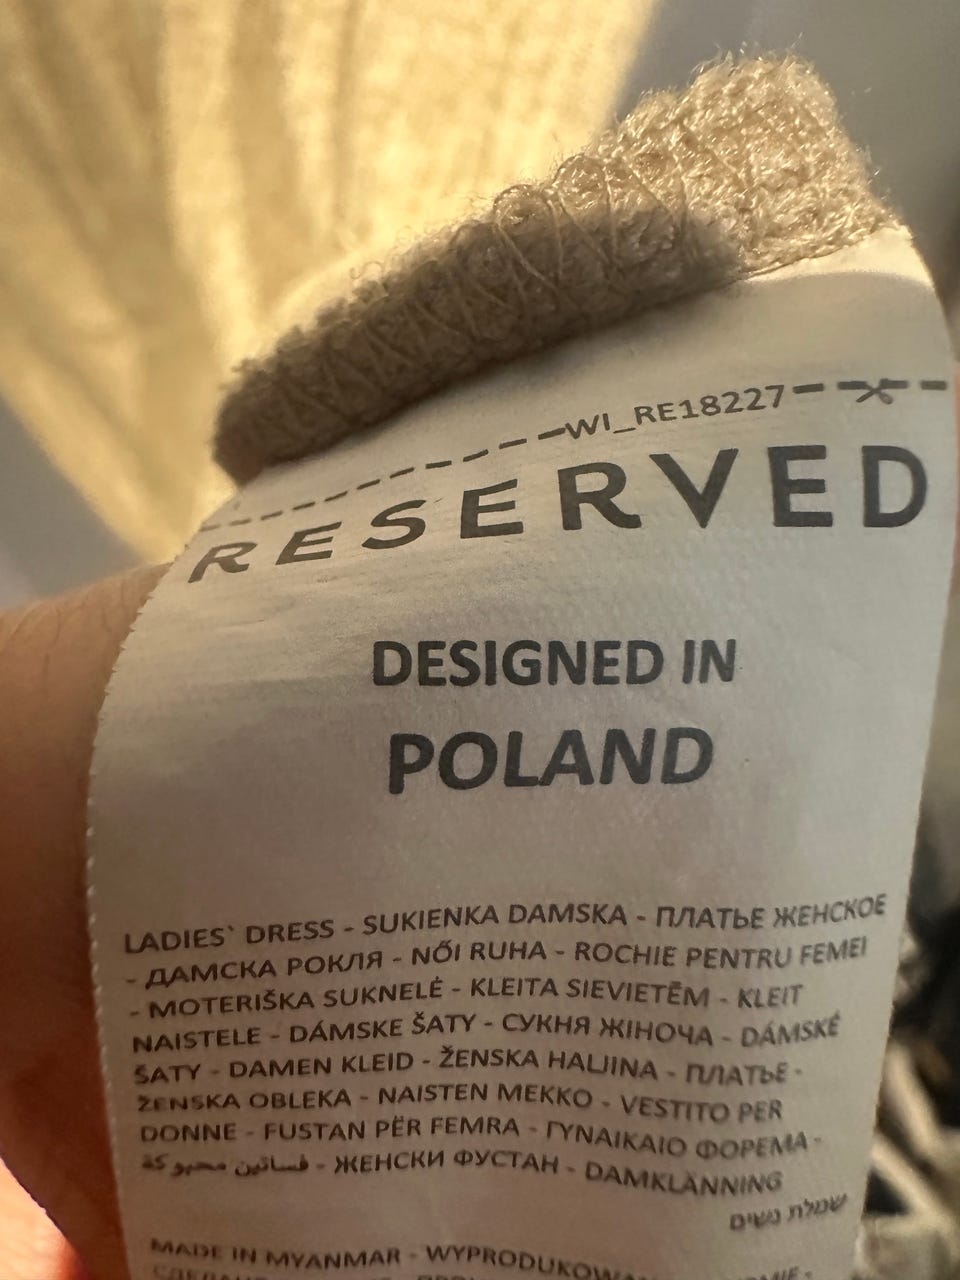 WI_RE18227
RESERVED
DESIGNED IN
POLAND
LADIES` DRESS - SUKIENKA DAMSKA - ПЛАТЬЕ ЖЕНСКОЕ
- ДАМСКА РОКЛЯ - NŐI RUHA - ROCHIE PENTRU FEMEI
- MOTERIŠKA SUKNELĖ - KLEITA SIEVIETĒM - KLEIT
NAISTELE - DÁMSKE ŠATY - СУКНЯ ЖІНОЧА - DÁMSKÉ
ŠATY - DAMEN KLEID - ŽENSKA HALJINA - ПЛАТЬЕ -
ŽENSKA OBLEKA - NAISTEN MEKKO - VESTITO PER
DONNE - FUSTAN PËR FEMRA - ΓΥΝΑΙΚΑΙΟ ΦΟΡΕΜΑ -
فساتين محبوكة - ЖЕНСКИ ФУСТАН - DAMKLÄNNING
שמלת נשים
MADE IN MYANMAR - WYPRODUKOWA